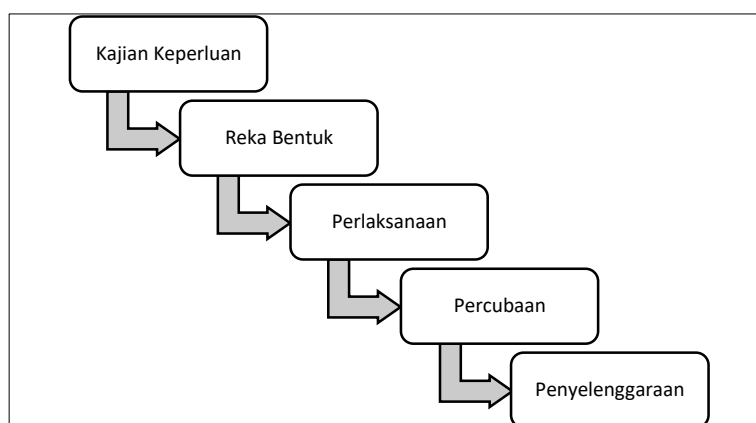 Kajian Keperluan
Reka Bentuk
Perlaksanaan
Percubaan
Penyelenggaraan